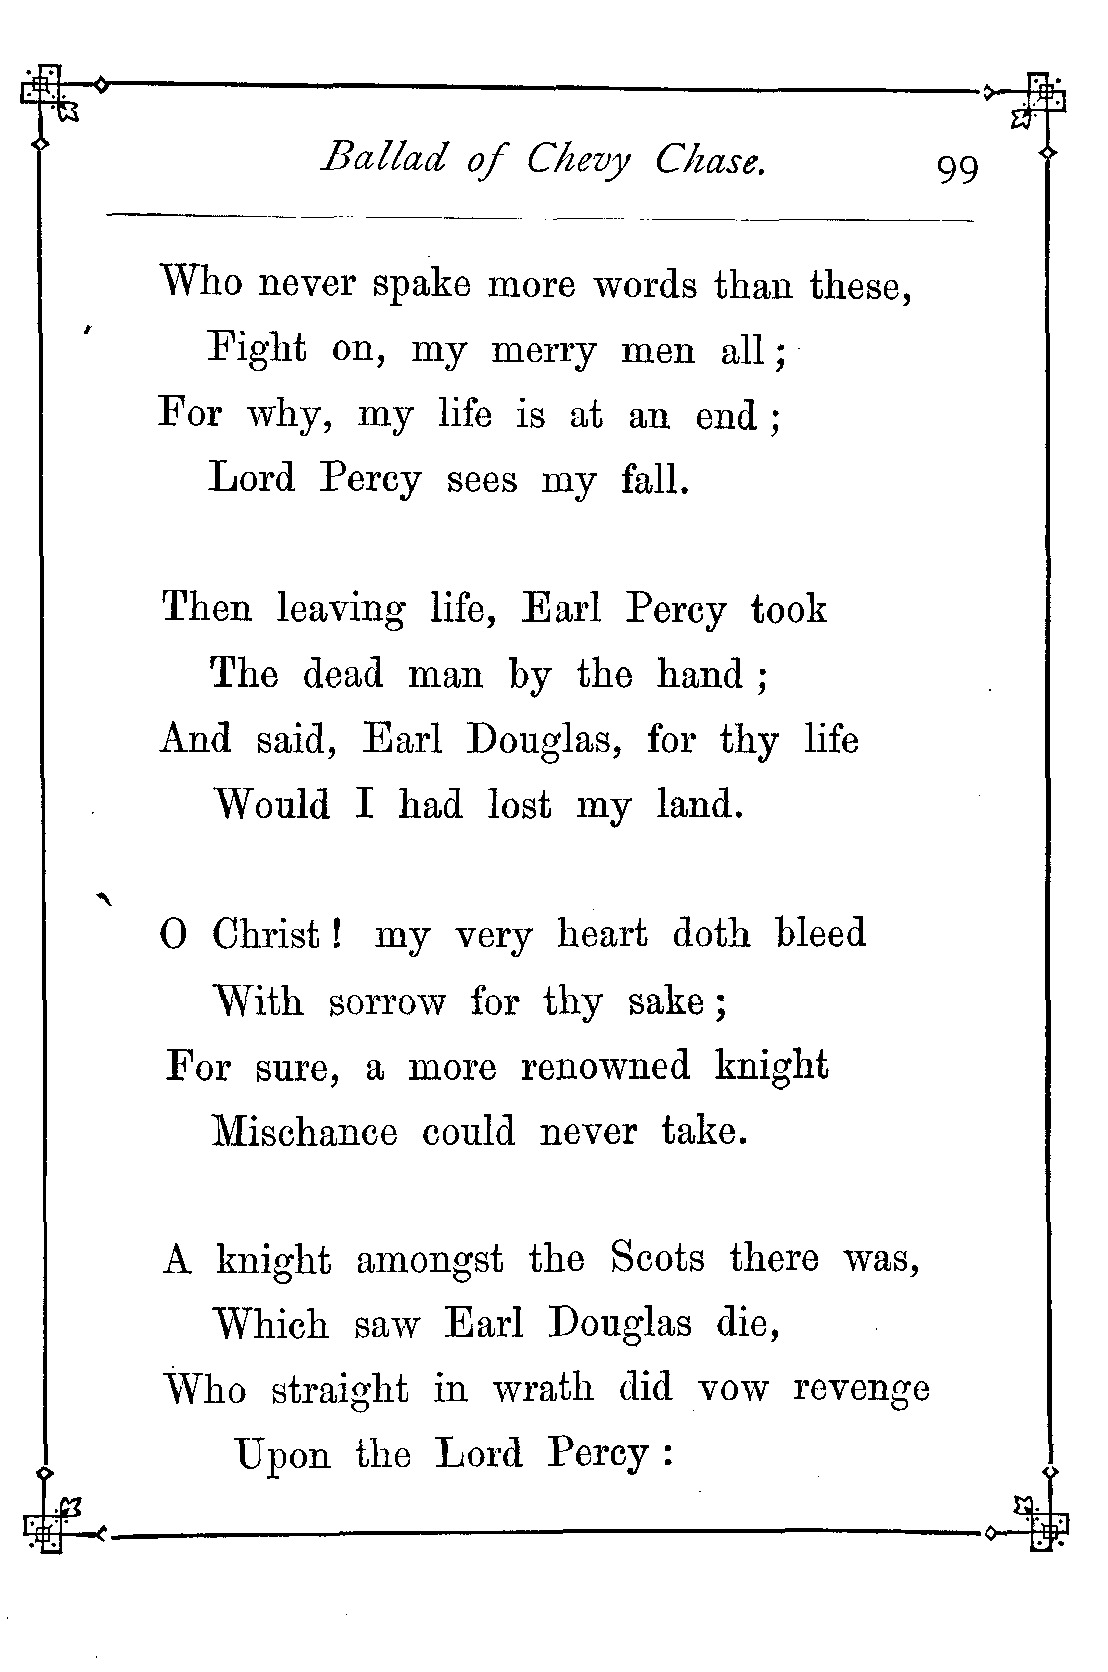 Ballad of Chevy Chase. 99
Who never spake more words than these,
Fight on, my merry men all ;
For why, my life is at an end ;
Lord Percy sees my fall.
Then leaving life, Earl Percy took
The dead man by the hand ;
And said, Earl Douglas, for thy life
Would I had lost my land.
O Christ ! my very heart doth bleed
With sorrow for thy sake ;
For sure, a more renowned knight
Mischance could never take.
A knight amongst the Scots there was,
Which saw Earl Douglas die,
Who straight in wrath did vow revenge
Upon the Lord Percy :